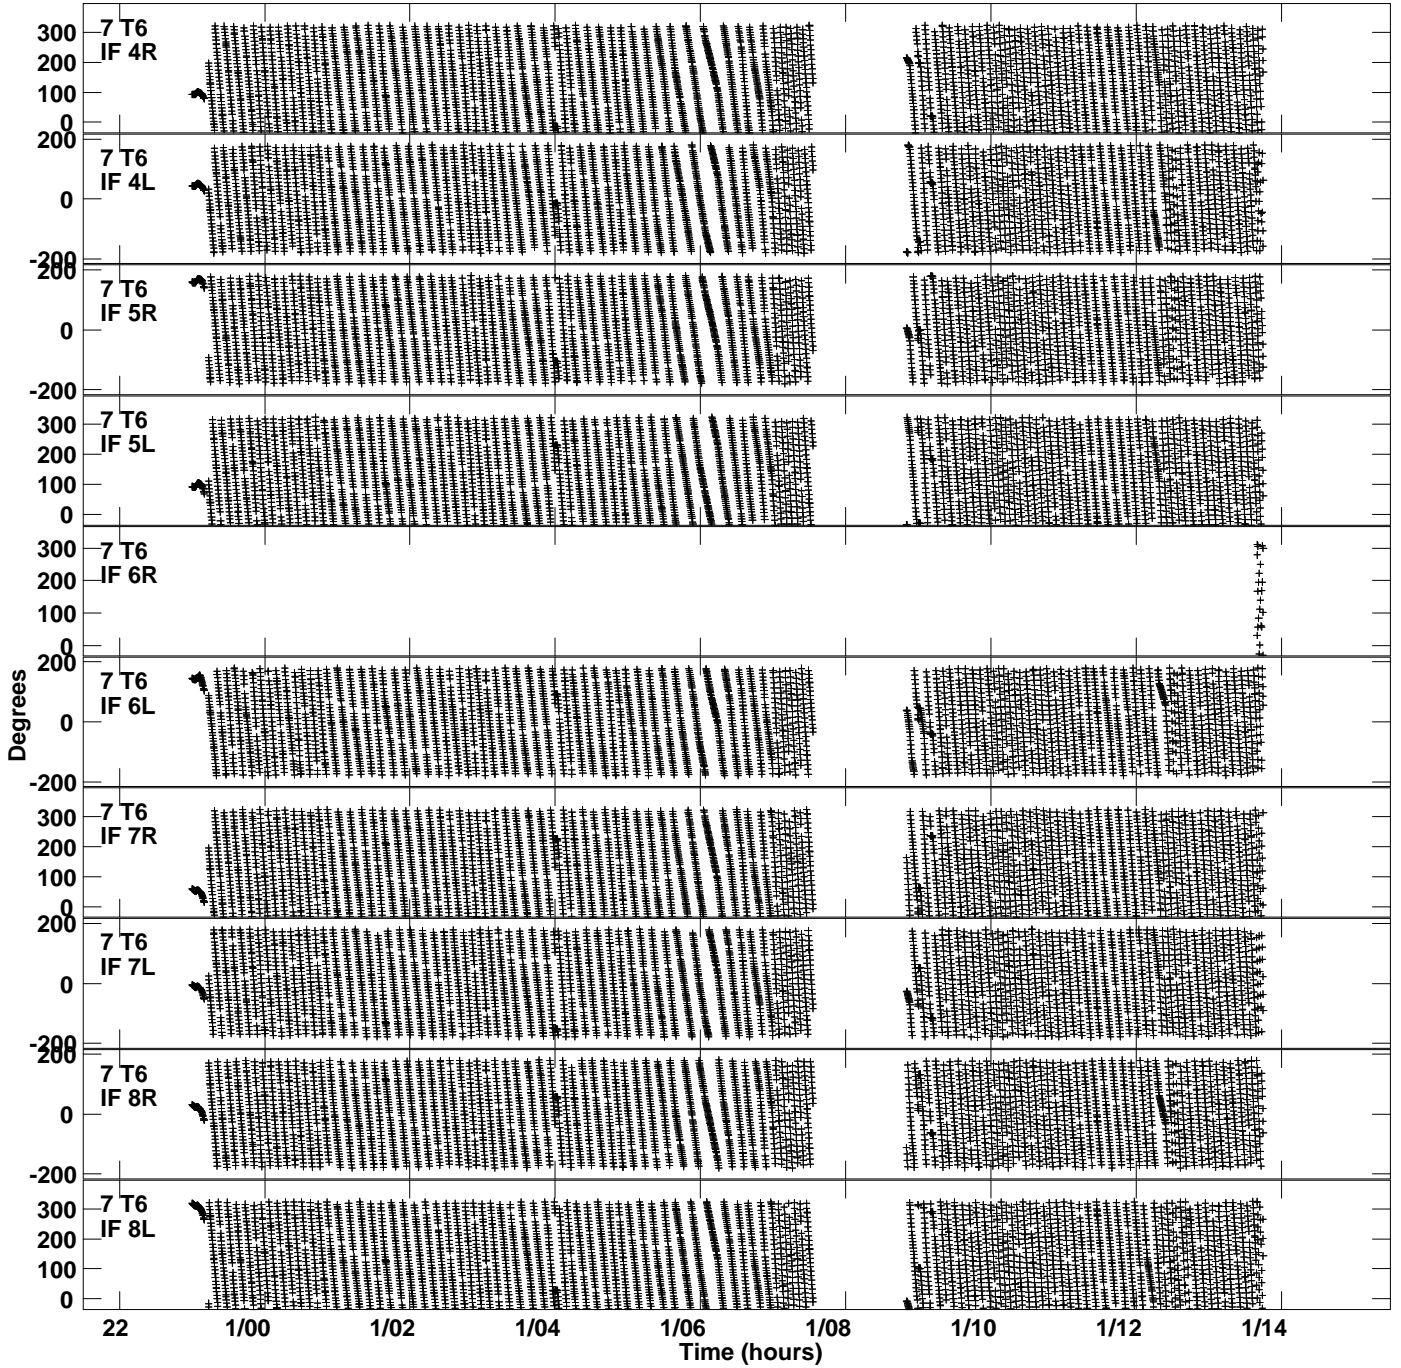 7 T6
IF 4R
300
200
100
0
7 T6
IF 4L
200
0
-200
7 T6
IF 5R
200
0
-200
7 T6
IF 5L
300
200
100
0
7 T6
IF 6R
300
200
100
0
7 T6
IF 6L
200
0
-200
Degrees
7 T6
IF 7R
300
200
100
0
7 T6
IF 7L
200
0
-200
7 T6
IF 8R
200
0
-200
7 T6
IF 8L
300
200
100
0
22 1/00 1/02 1/04 1/06 1/08 1/10 1/12 1/14
Time (hours)